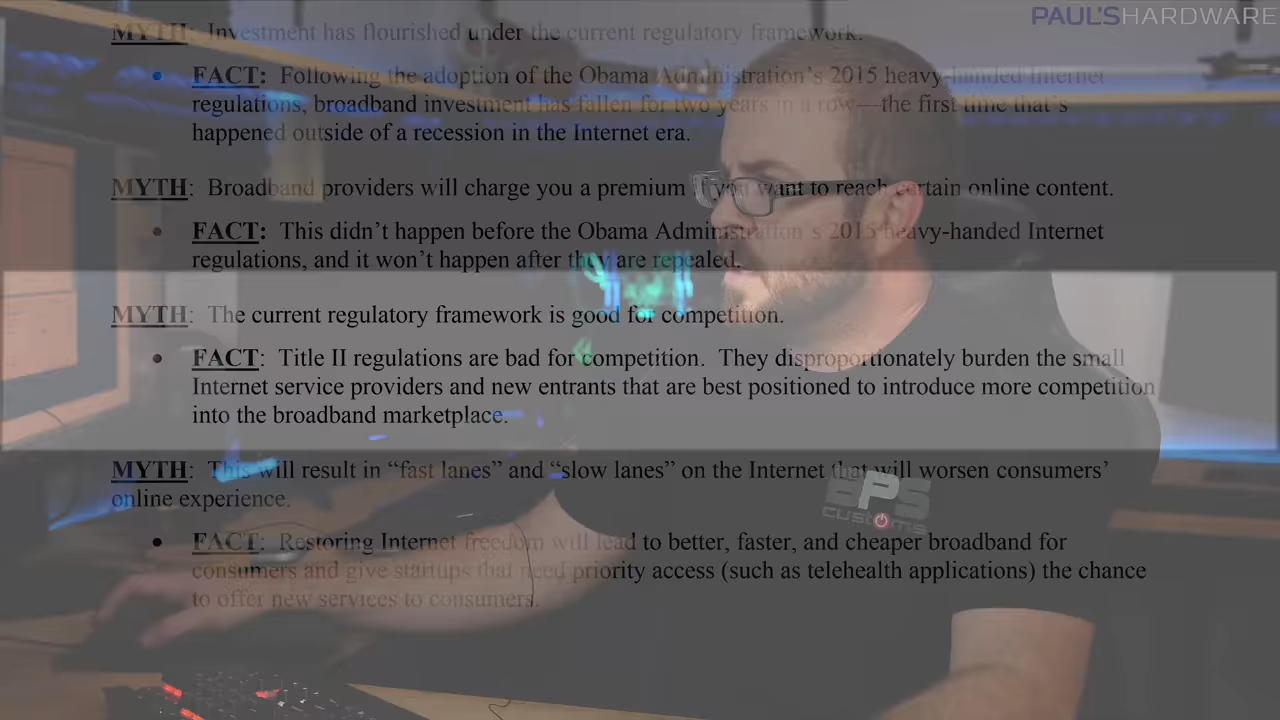 PAUL'SHARDWARE
MYTH: Investment has flourished under the current regulatory framework.
• FACT: Following the adoption of the Obama Administration's 2015 heavy-handed Internet
regulations, broadband investment has fallen for two years in a row—the first time that's
happened outside of a recession in the Internet era.
MYTH: Broadband providers will charge you a premium if you want to reach certain online content.
• FACT: This didn't happen before the Obama Administration's 2015 heavy-handed Internet
regulations, and it won't happen after they are repealed.
MYTH: The current regulatory framework is good for competition.
• FACT: Title II regulations are bad for competition. They disproportionately burden the small
Internet service providers and new entrants that are best positioned to introduce more competition
into the broadband marketplace.
MYTH: This will result in “fast lanes” and “slow lanes” on the Internet that will worsen consumers'
online experience.
BPS
customs
• FACT: Restoring Internet freedom will lead to better, faster, and cheaper broadband for
consumers and give startups that need priority access (such as telehealth applications) the chance
to offer new services to consumers.